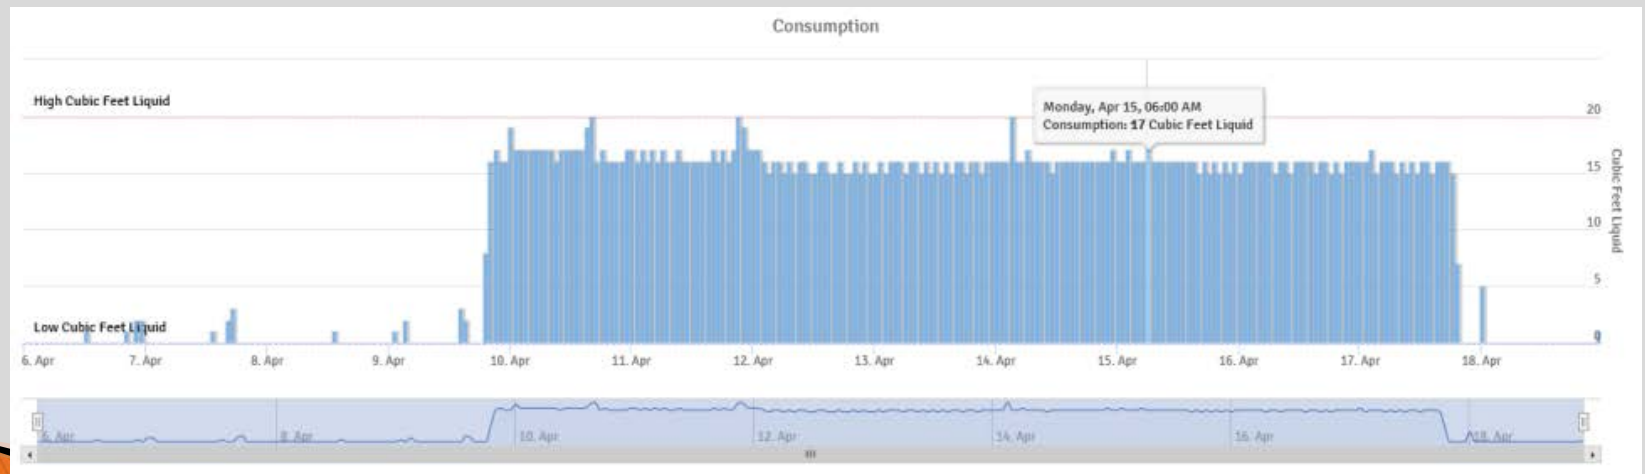 Consumption
High Cubic Feet Liquid
Monday, Apr 15, 06:00 AM
Consumption: 17 Cubic Feet Liquid
20
15
10
5
0
Cubic Feet Liquid
Low Cubic Feet Liquid
6. Apr 7. Apr 8. Apr 9. Apr 10. Apr 11. Apr 12. Apr 13. Apr 14. Apr 15. Apr 16. Apr 17. Apr 18. Apr
6. Apr 8. Apr 10. Apr 12. Apr 14. Apr 16. Apr 18. Apr